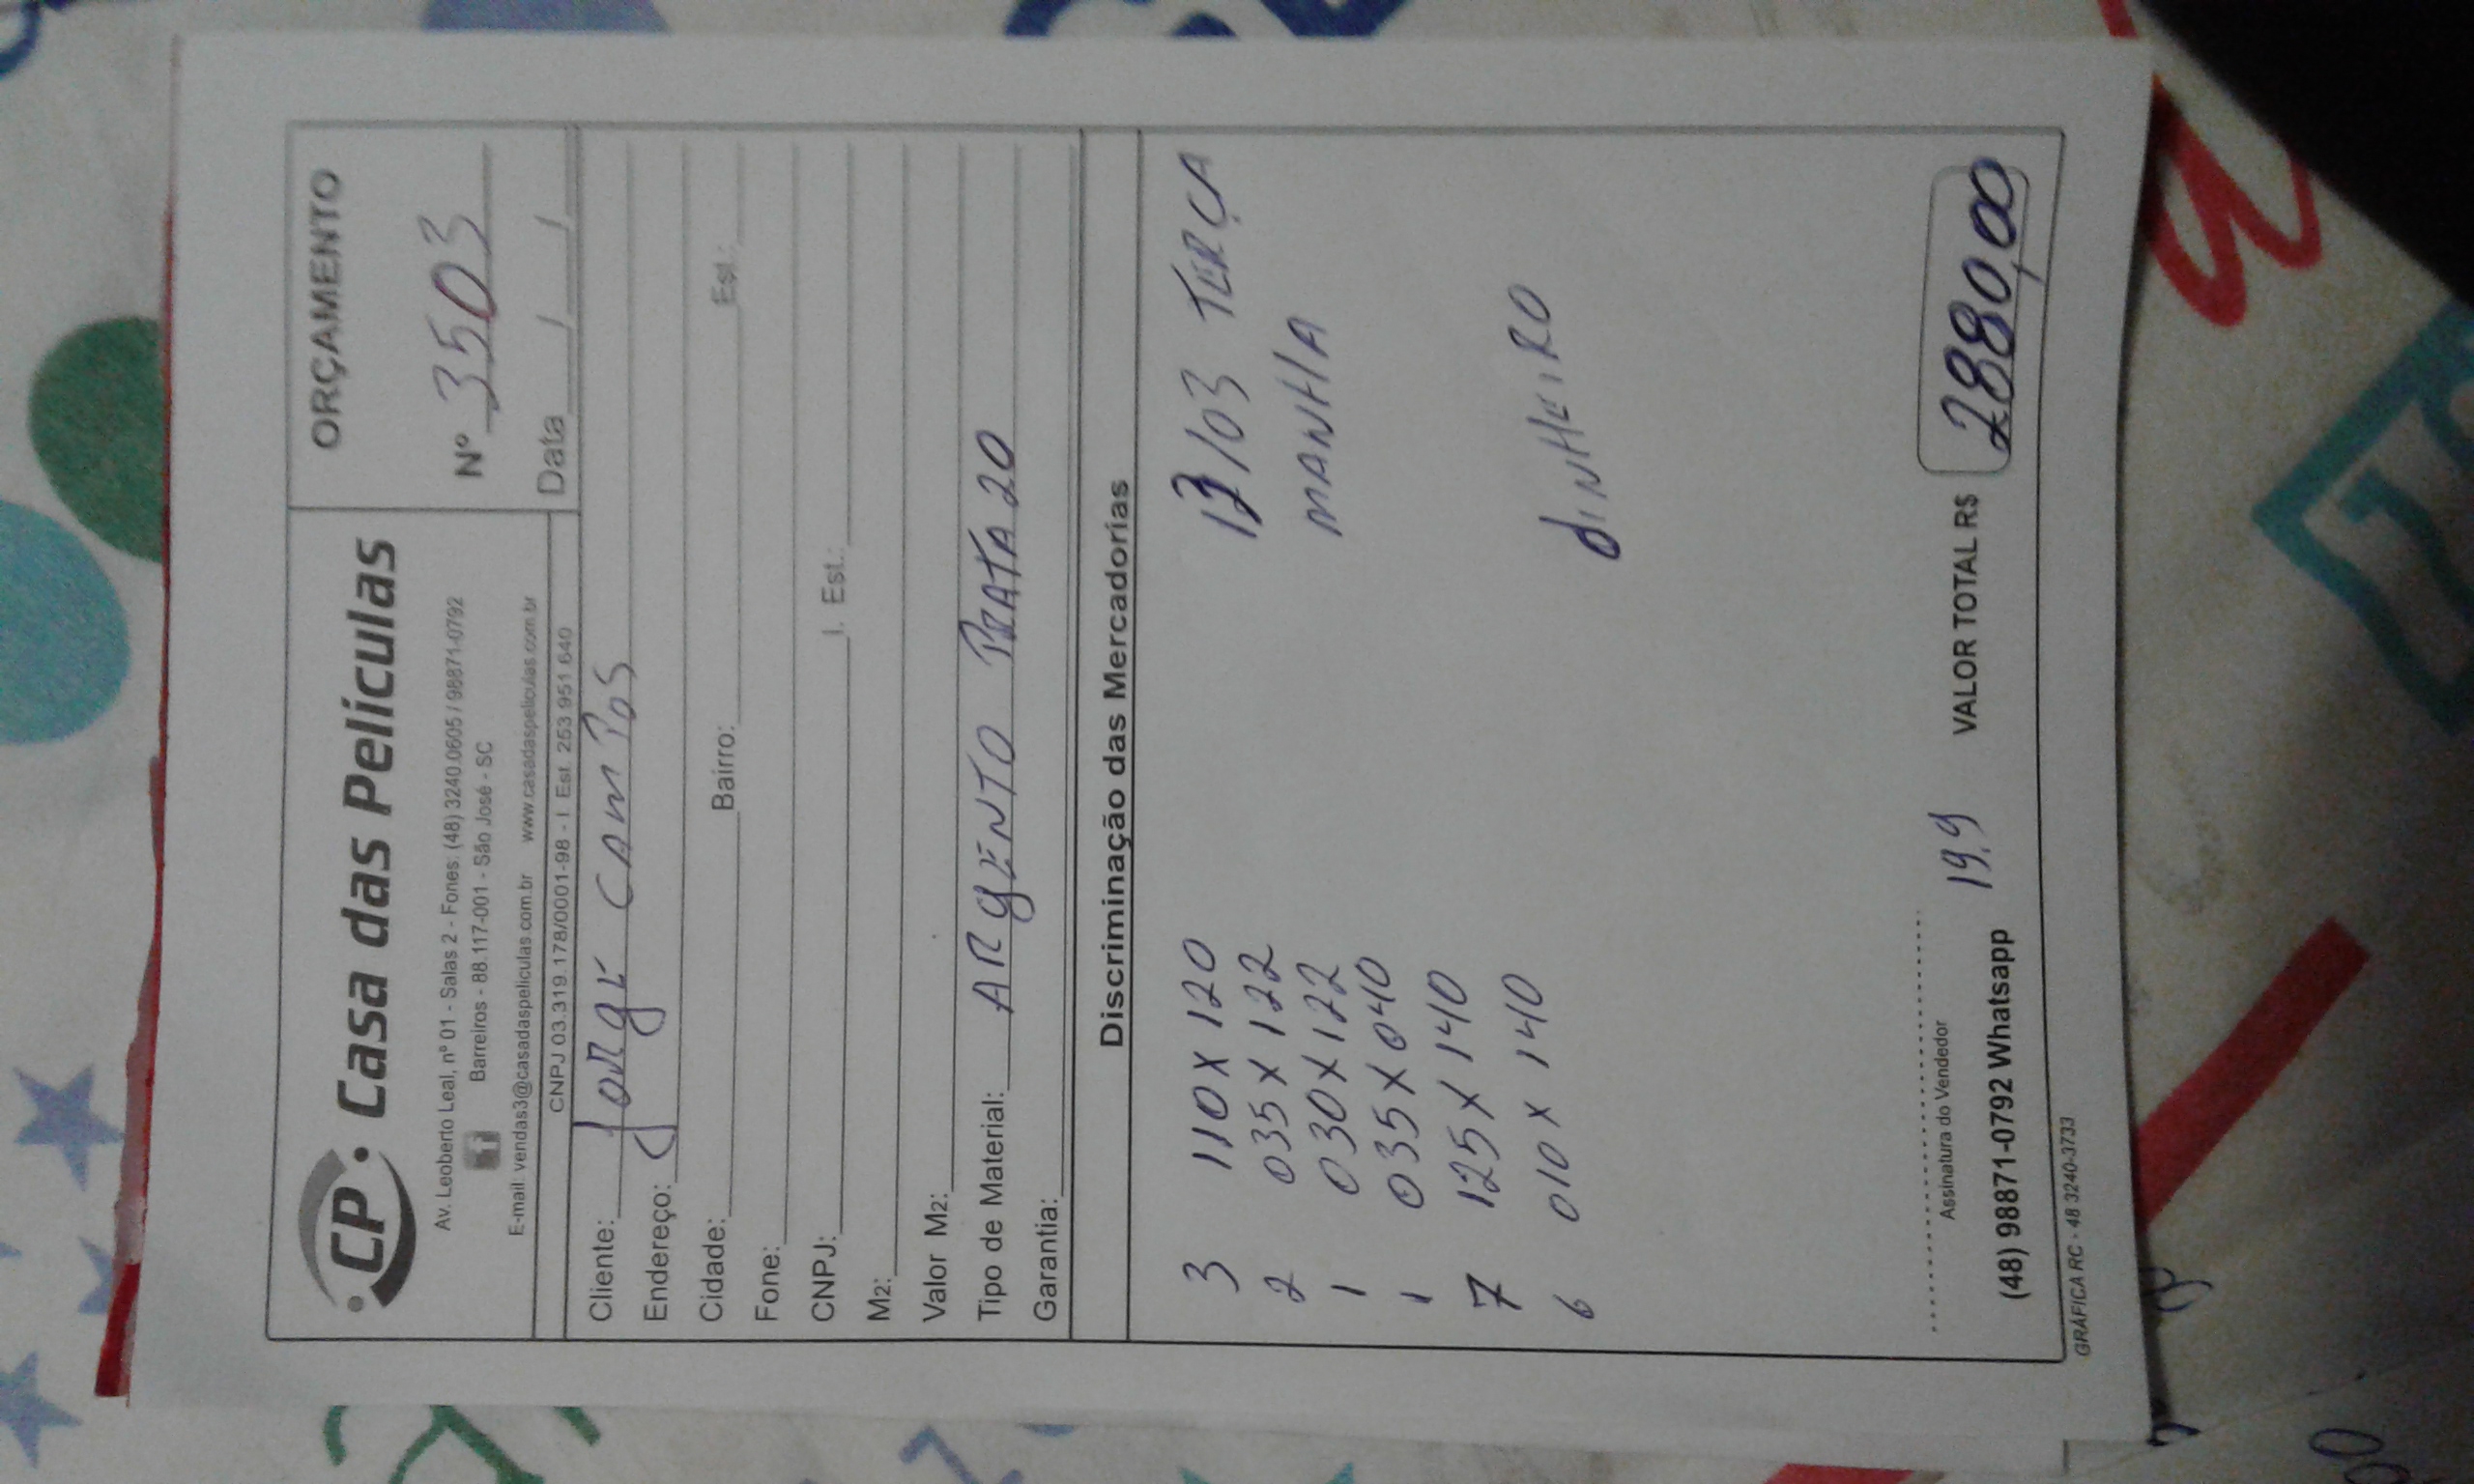 CP. Casa das Películas
ORÇAMENTO
Av. Leoberto Leal, nº 01 - Salas 2 - Fones: (48) 3240.0605 / 98871-0792
Barreiros - 88.117-001 - São José - SC
E-mail: vendas3@casadaspeliculas.com.br www.casadaspeliculas.com.br
CNPJ 03.319.178/0001-98 - I. Est. 253 951 640
Nº 3503
Data / /
Cliente: Jorge Campos
Endereço:
Cidade: Bairro: Est.:
Fone:
CNPJ: I. Est.:
M2:
Valor M2:
Tipo de Material: ARgENTO PRATA 20
Garantia:
Discriminação das Mercadorias
3 110 x 120 13/03 TERÇA
2 035 x 122 MANHA
1 030 x 122
1 035 x 040
7 125 x 140
6 010 x 140 DINHEIRO
Assinatura do Vendedor
(48) 98871-0792 Whatsapp 19.9 VALOR TOTAL R$ 2880,00
GRÁFICA RC - 48 3240-3733